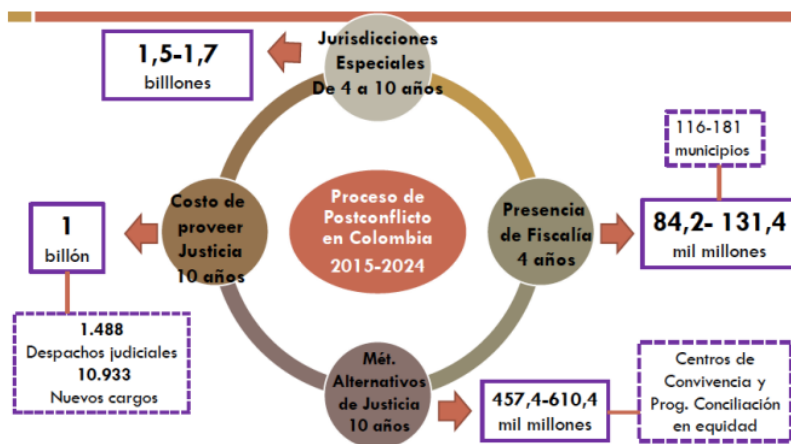 1,5-1,7
billlones
Jurisdicciones
Especiales
De 4 a 10 años
116-181
municipios
Costo de
proveer
Justicia
10 años
Proceso de
Postconflicto
en Colombia
2015-2024
Presencia
de Fiscalía
4 años
84,2- 131,4
mil millones
1
billón
1.488
Despachos judiciales
10.933
Nuevos cargos
Mét.
Alternativos
de Justicia
10 años
457,4-610,4
mil millones
Centros de
Convivencia y
Prog. Conciliación
en equidad